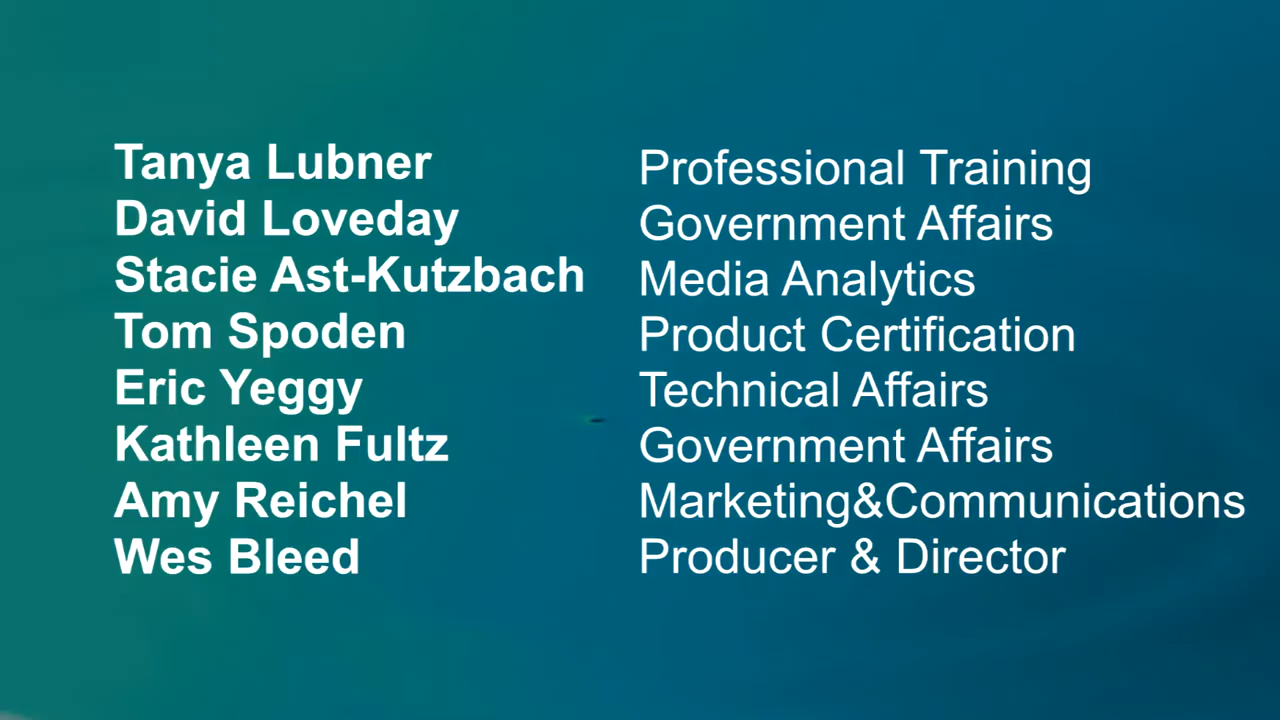 Tanya Lubner Professional Training
David Loveday Government Affairs
Stacie Ast-Kutzbach Media Analytics
Tom Spoden Product Certification
Eric Yeggy Technical Affairs
Kathleen Fultz Government Affairs
Amy Reichel Marketing&Communications
Wes Bleed Producer & Director